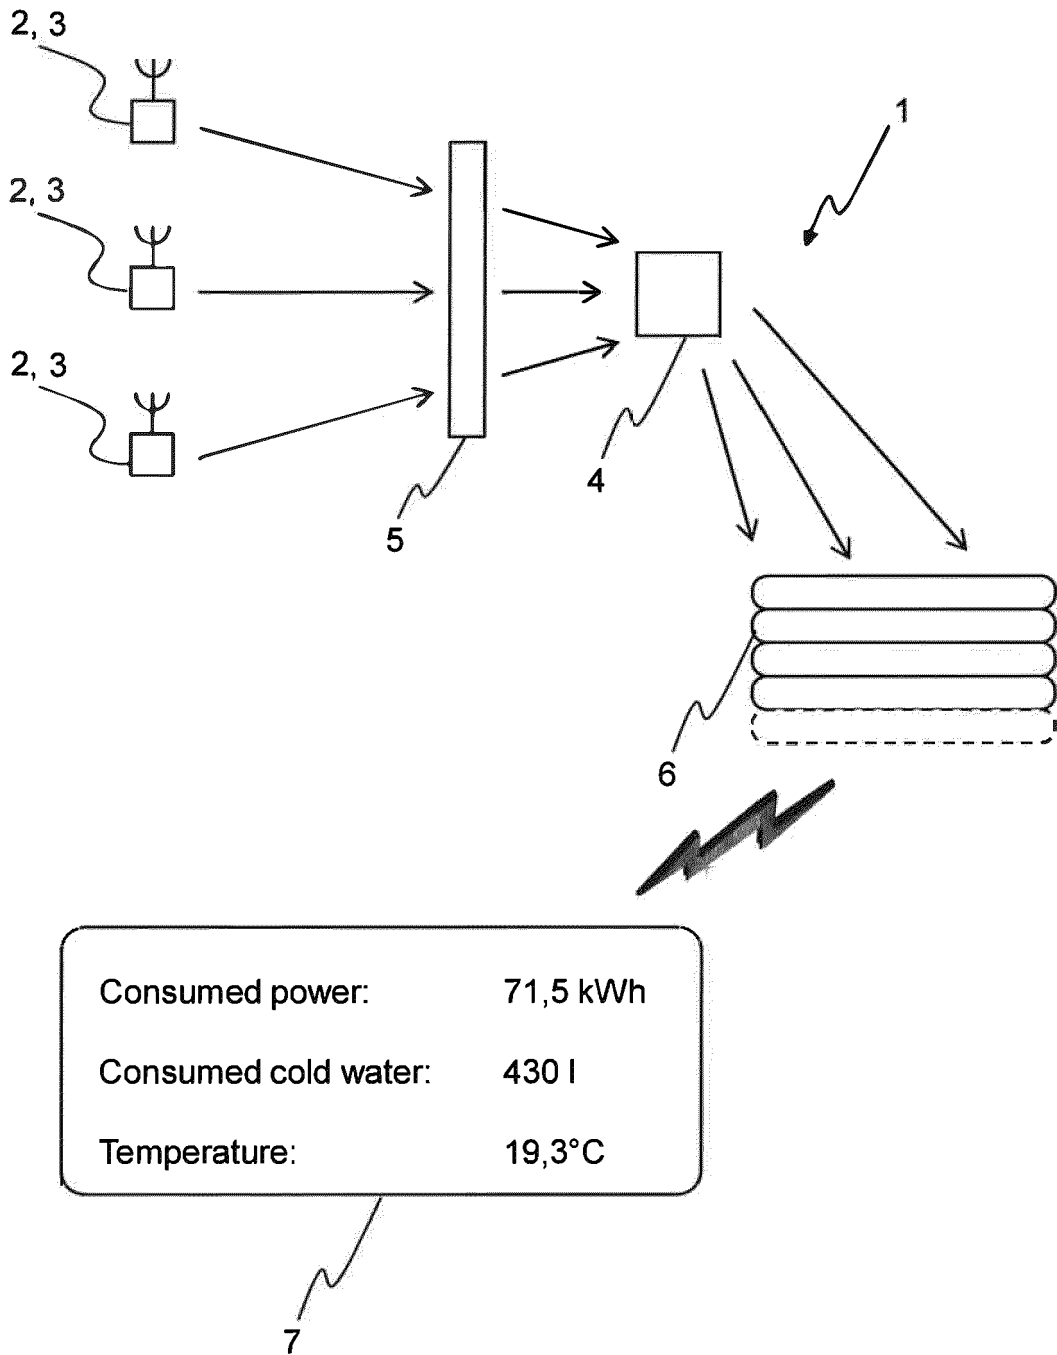 2, 3
1
2, 3
2, 3
4
5
6
Consumed power: 71,5 kWh
Consumed cold water: 430 l
Temperature: 19,3°C
7